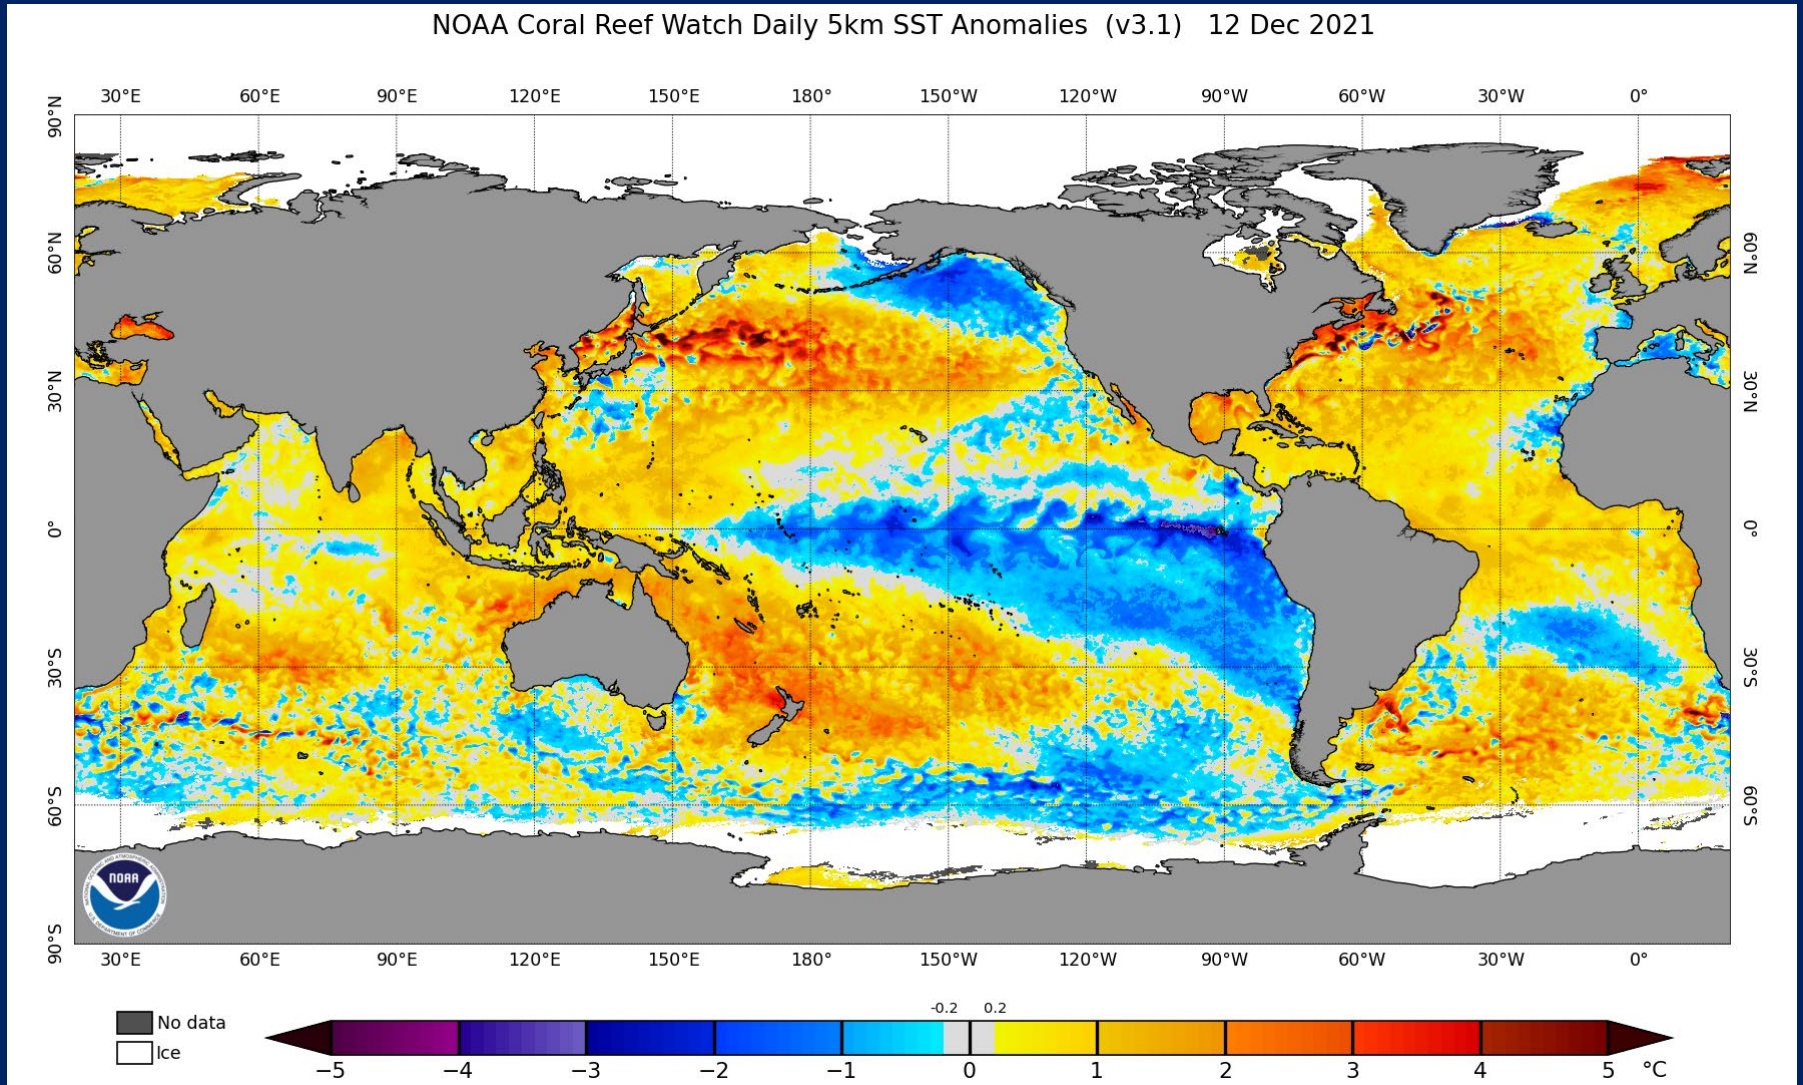 NOAA Coral Reef Watch Daily 5km SST Anomalies (v3.1) 12 Dec 2021
30°E 60°E 90°E 120°E 150°E 180° 150°W 120°W 90°W 60°W 30°W 0°
90°N
60°N 60°N
30°N 30°N
0° 0°
30°S 30°S
60°S 60°S
NOAA
90°S
30°E 60°E 90°E 120°E 150°E 180° 150°W 120°W 90°W 60°W 30°W 0°
-0.2 0.2
No data
Ice
−5 −4 −3 −2 −1 0 1 2 3 4 5 °C